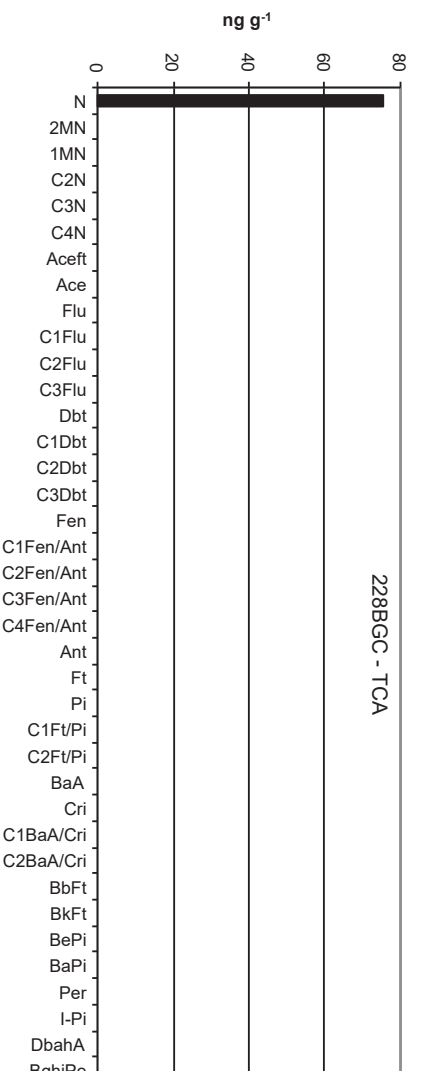 ng g-1
0
20
40
60
80
N
2MN
1MN
C2N
C3N
C4N
Aceft
Ace
Flu
C1Flu
C2Flu
C3Flu
Dbt
C1Dbt
C2Dbt
C3Dbt
Fen
C1Fen/Ant
C2Fen/Ant
C3Fen/Ant
C4Fen/Ant
Ant
Ft
Pi
C1Ft/Pi
C2Ft/Pi
BaA
Cri
C1BaA/Cri
C2BaA/Cri
BbFt
BkFt
BePi
BaPi
Per
I-Pi
DbahA
BghiPe
228BGC - TCA